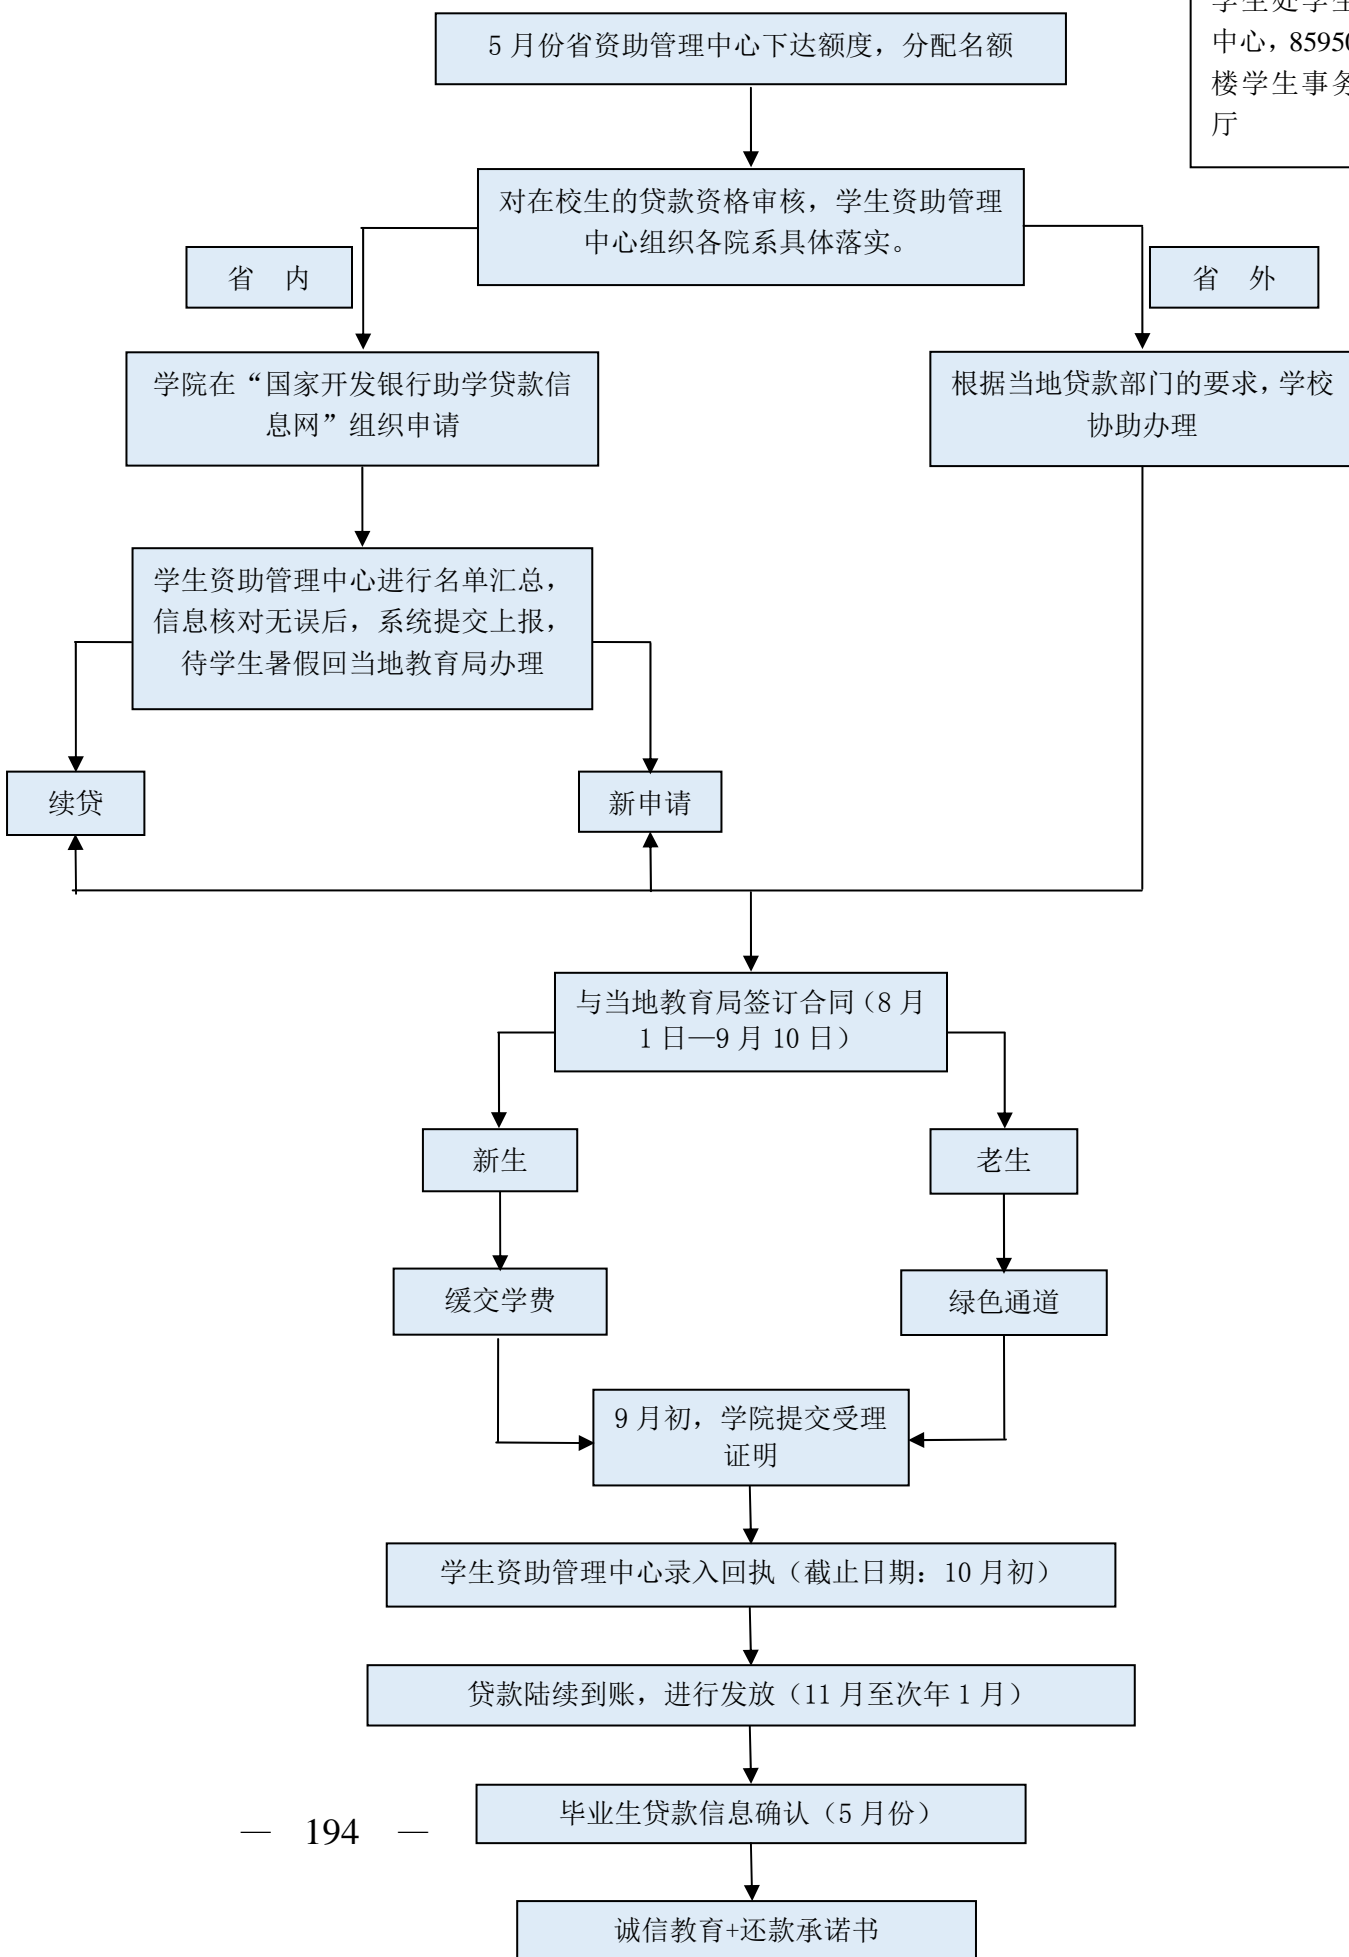 学生处学生
中心，8595
楼学生事务
厅
5 月份省资助管理中心下达额度，分配名额
对在校生的贷款资格审核，学生资助管理
中心组织各院系具体落实。
省 内
省 外
学院在“国家开发银行助学贷款信
息网”组织申请
根据当地贷款部门的要求，学校
协助办理
学生资助管理中心进行名单汇总，
信息核对无误后，系统提交上报，
待学生暑假回当地教育局办理
续贷
新申请
与当地教育局签订合同（8 月
1 日—9 月 10 日）
新生
老生
缓交学费
绿色通道
9 月初，学院提交受理
证明
学生资助管理中心录入回执（截止日期：10 月初）
贷款陆续到账，进行发放（11 月至次年 1 月）
毕业生贷款信息确认（5 月份）
— 194 —
诚信教育+还款承诺书